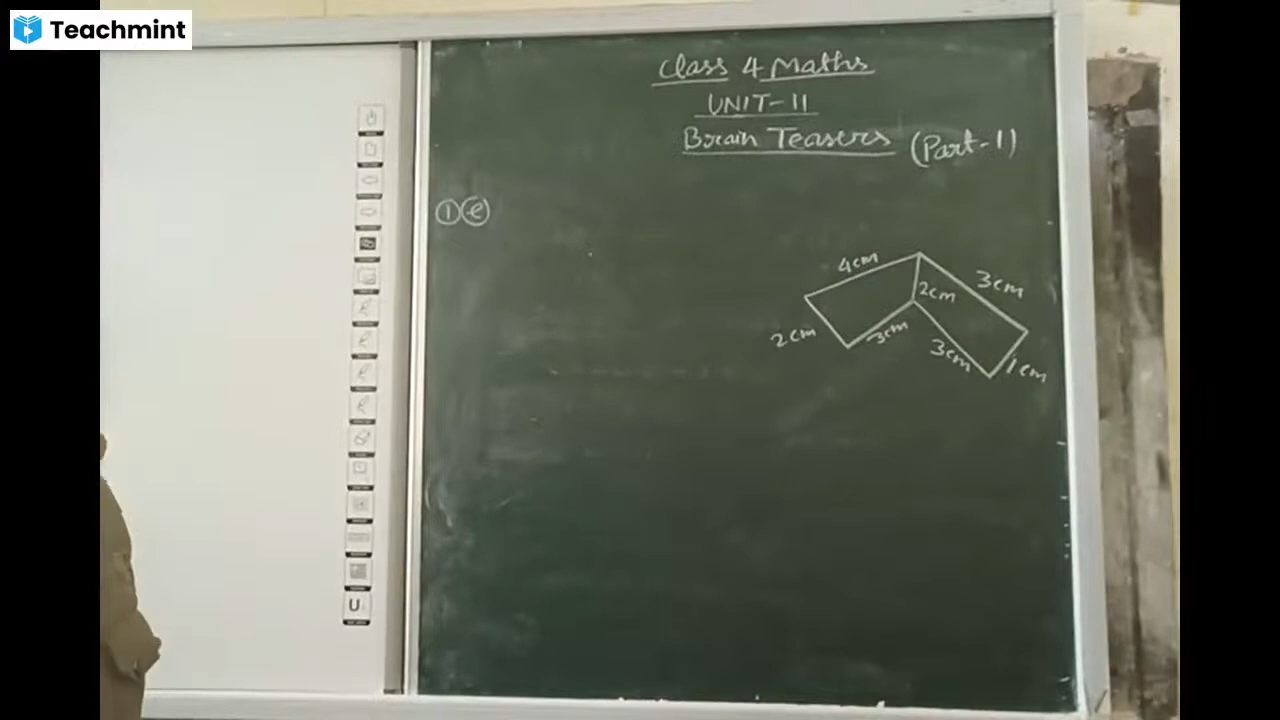 Teachmint
Class 4 Maths
UNIT-11
Brain Teasers (Part-1)
① ⓔ
4cm
3cm
2cm
2cm
3cm
3cm
1cm
U